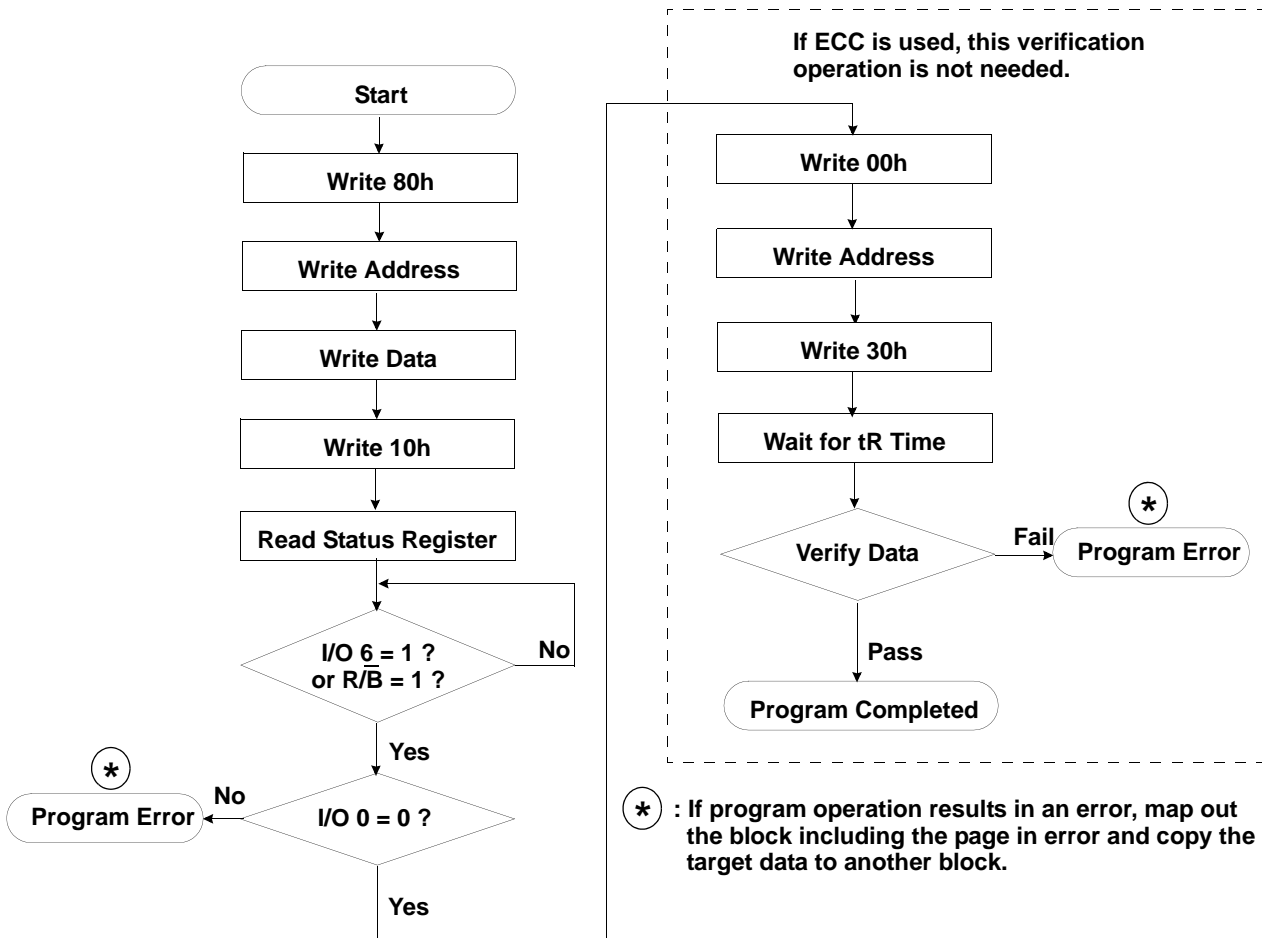 Start
Write 80h
Write Address
Write Data
Write 10h
Read Status Register
I/O 6 = 1 ?
or R/B = 1 ?
No
Yes
*
Program Error
No
I/O 0 = 0 ?
Yes
If ECC is used, this verification
operation is not needed.
Write 00h
Write Address
Write 30h
Wait for tR Time
Verify Data
Fail
*
Program Error
Pass
Program Completed
* : If program operation results in an error, map out
the block including the page in error and copy the
target data to another block.